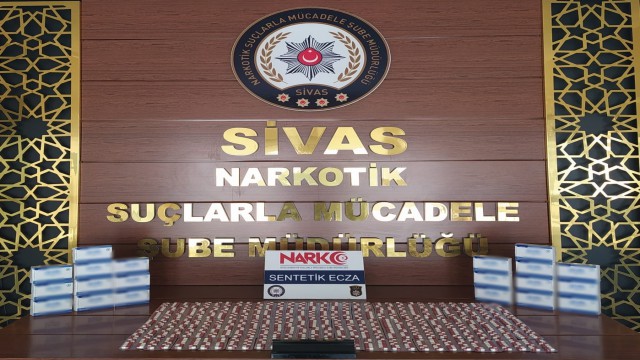 NARKOTİK SUÇLARLA MÜCADELE ŞUBE MÜDÜRLÜĞÜ
SİVAS
SİVAS
NARKOTİK
SUÇLARLA MÜCADELE
ŞUBE MÜDÜRLÜĞÜ
NARKO
SENTETİK ECZA